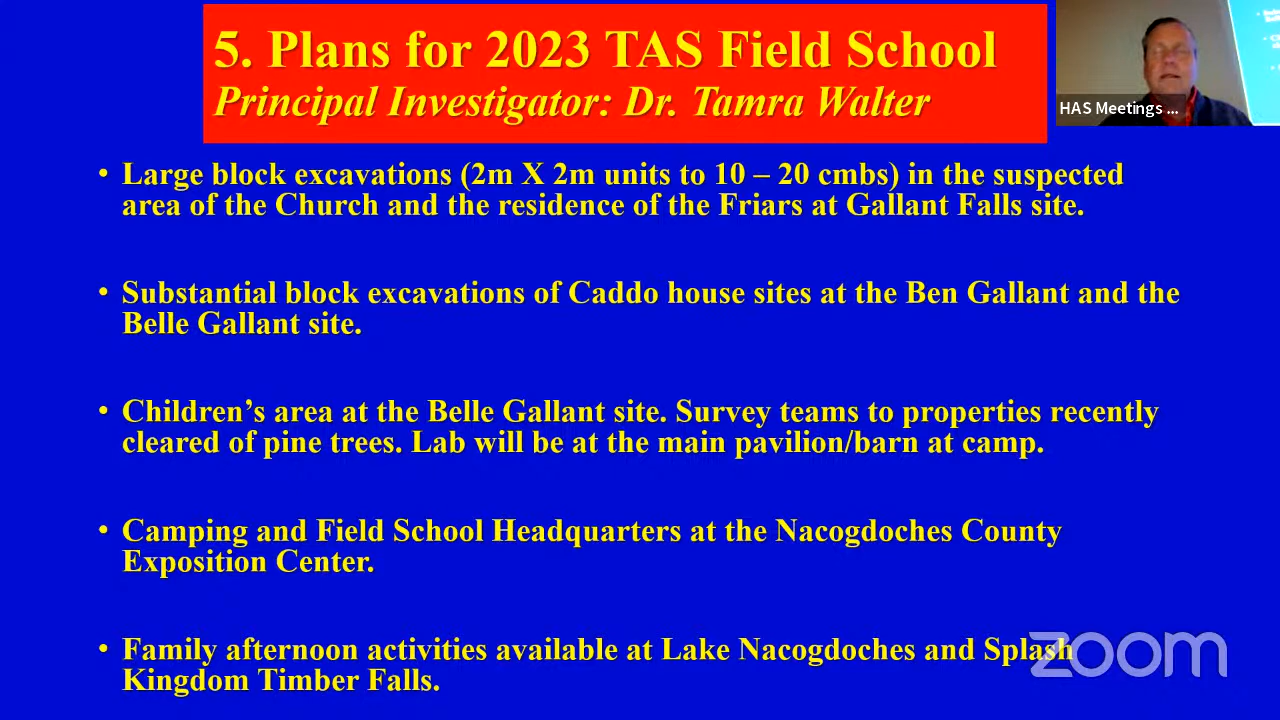 5. Plans for 2023 TAS Field School
Principal Investigator: Dr. Tamra Walter
HAS Meetings ...
• Large block excavations (2m X 2m units to 10 – 20 cmbs) in the suspected
area of the Church and the residence of the Friars at Gallant Falls site.
• Substantial block excavations of Caddo house sites at the Ben Gallant and the
Belle Gallant site.
• Children’s area at the Belle Gallant site. Survey teams to properties recently
cleared of pine trees. Lab will be at the main pavilion/barn at camp.
• Camping and Field School Headquarters at the Nacogdoches County
Exposition Center.
• Family afternoon activities available at Lake Nacogdoches and Splash
Kingdom Timber Falls.
zoom